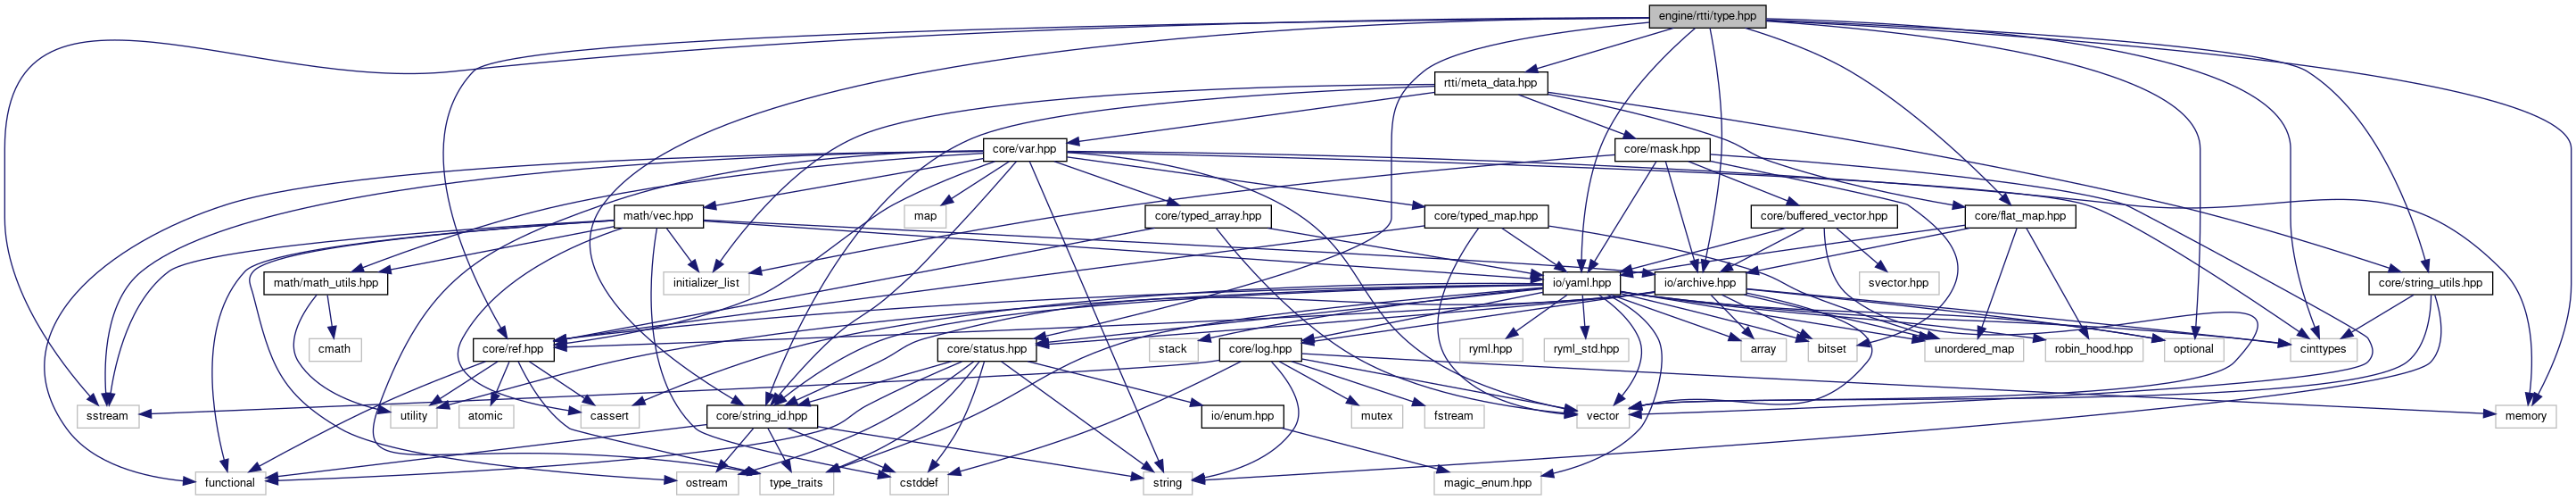 engine/rtti/type.hpp
rtti/meta_data.hpp
core/var.hpp
core/mask.hpp
map
math/vec.hpp
core/typed_array.hpp
core/typed_map.hpp
core/buffered_vector.hpp
core/flat_map.hpp
math/math_utils.hpp
initializer_list
io/yaml.hpp
io/archive.hpp
svector.hpp
core/string_utils.hpp
cmath
core/ref.hpp
core/status.hpp
stack
core/log.hpp
ryml.hpp
ryml_std.hpp
array
bitset
unordered_map
robin_hood.hpp
optional
cinttypes
sstream
utility
atomic
cassert
core/string_id.hpp
io/enum.hpp
mutex
fstream
vector
memory
functional
ostream
type_traits
cstddef
string
magic_enum.hpp